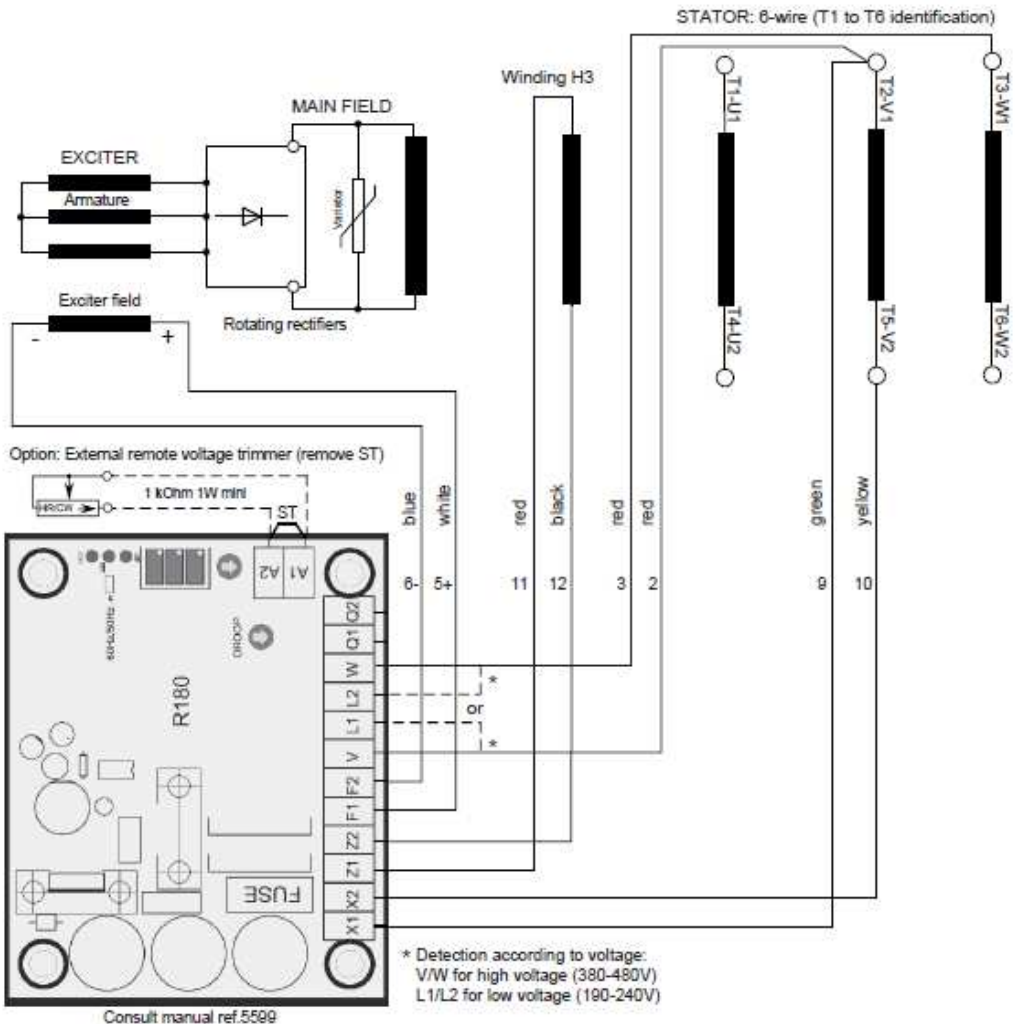 STATOR: 6-wire (T1 to T6 identification)
Winding H3
T1-U1
T2-V1
T3-W1
MAIN FIELD
EXCITER
Armature
Varistor
T4-U2
T5-V2
T6-W2
Exciter field
- +
Rotating rectifiers
Option: External remote voltage trimmer (remove ST)
1 kOhm 1W mini
ST
blue
white
red
black
red
red
green
yellow
6- 5+ 11 12 3 2 9 10
A2 A1
60Hz/50Hz
DROOP
R180
Q2
Q1
W
L2
L1
V
F2
F1
Z2
Z1
X2
X1
*
or
*
FUSE
* Detection according to voltage:
V/W for high voltage (380-480V)
L1/L2 for low voltage (190-240V)
Consult manual ref.5599